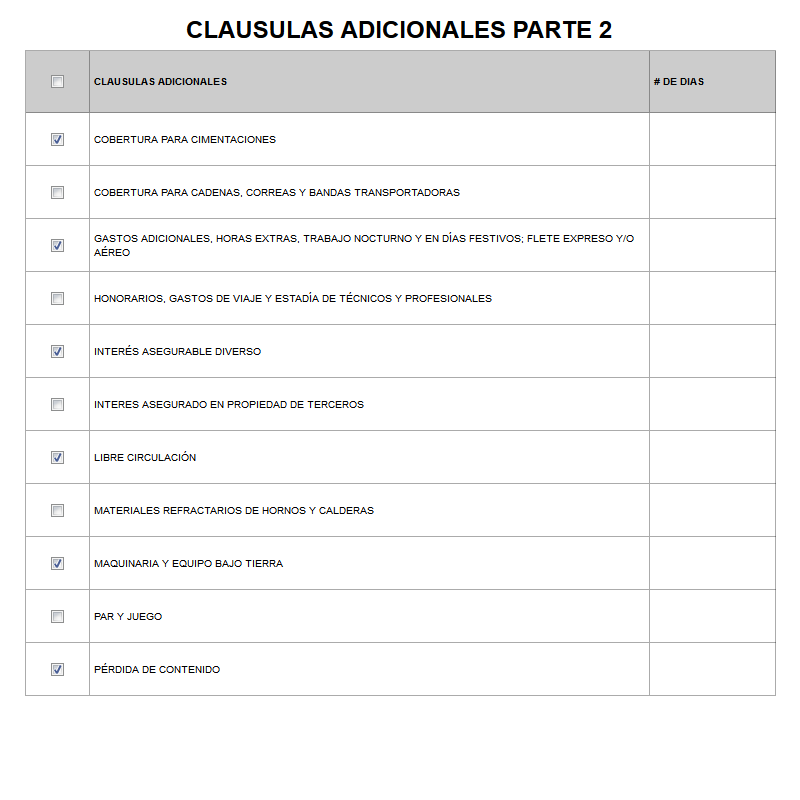 CLAUSULAS ADICIONALES PARTE 2
CLAUSULAS ADICIONALES # DE DIAS
COBERTURA PARA CIMENTACIONES
COBERTURA PARA CADENAS, CORREAS Y BANDAS TRANSPORTADORAS
GASTOS ADICIONALES, HORAS EXTRAS, TRABAJO NOCTURNO Y EN DÍAS FESTIVOS; FLETE EXPRESO Y/O
AÉREO
HONORARIOS, GASTOS DE VIAJE Y ESTADÍA DE TÉCNICOS Y PROFESIONALES
INTERÉS ASEGURABLE DIVERSO
INTERES ASEGURADO EN PROPIEDAD DE TERCEROS
LIBRE CIRCULACIÓN
MATERIALES REFRACTARIOS DE HORNOS Y CALDERAS
MAQUINARIA Y EQUIPO BAJO TIERRA
PAR Y JUEGO
PÉRDIDA DE CONTENIDO